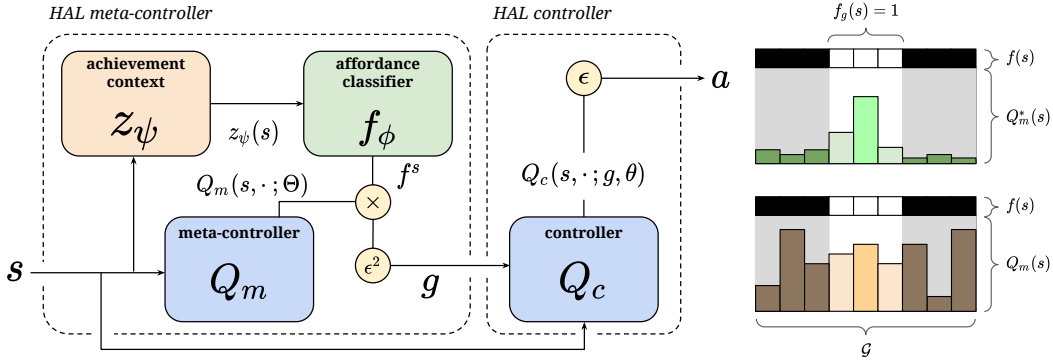 HAL meta-controller
HAL controller
achievement
context
z_ψ
z_ψ(s)
affordance
classifier
f_ϕ
f^s
Q_m(s, · ; Θ)
×
meta-controller
Q_m
ϵ²
s
g
ϵ
a
Q_c(s, · ; g, θ)
controller
Q_c
f_g(s) = 1
f(s)
Q*_m(s)
f(s)
Q_m(s)
𝒢